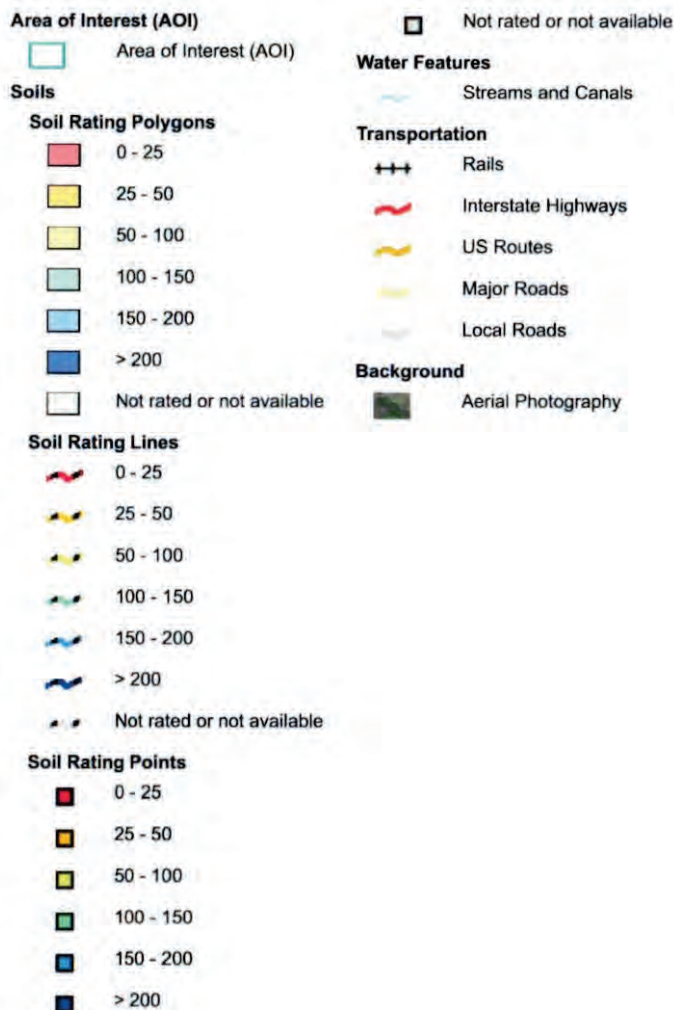 Area of Interest (AOI)
Area of Interest (AOI)
Soils
Soil Rating Polygons
0 - 25
25 - 50
50 - 100
100 - 150
150 - 200
> 200
Not rated or not available
Soil Rating Lines
0 - 25
25 - 50
50 - 100
100 - 150
150 - 200
> 200
Not rated or not available
Soil Rating Points
0 - 25
25 - 50
50 - 100
100 - 150
150 - 200
> 200
Not rated or not available
Water Features
Streams and Canals
Transportation
Rails
Interstate Highways
US Routes
Major Roads
Local Roads
Background
Aerial Photography